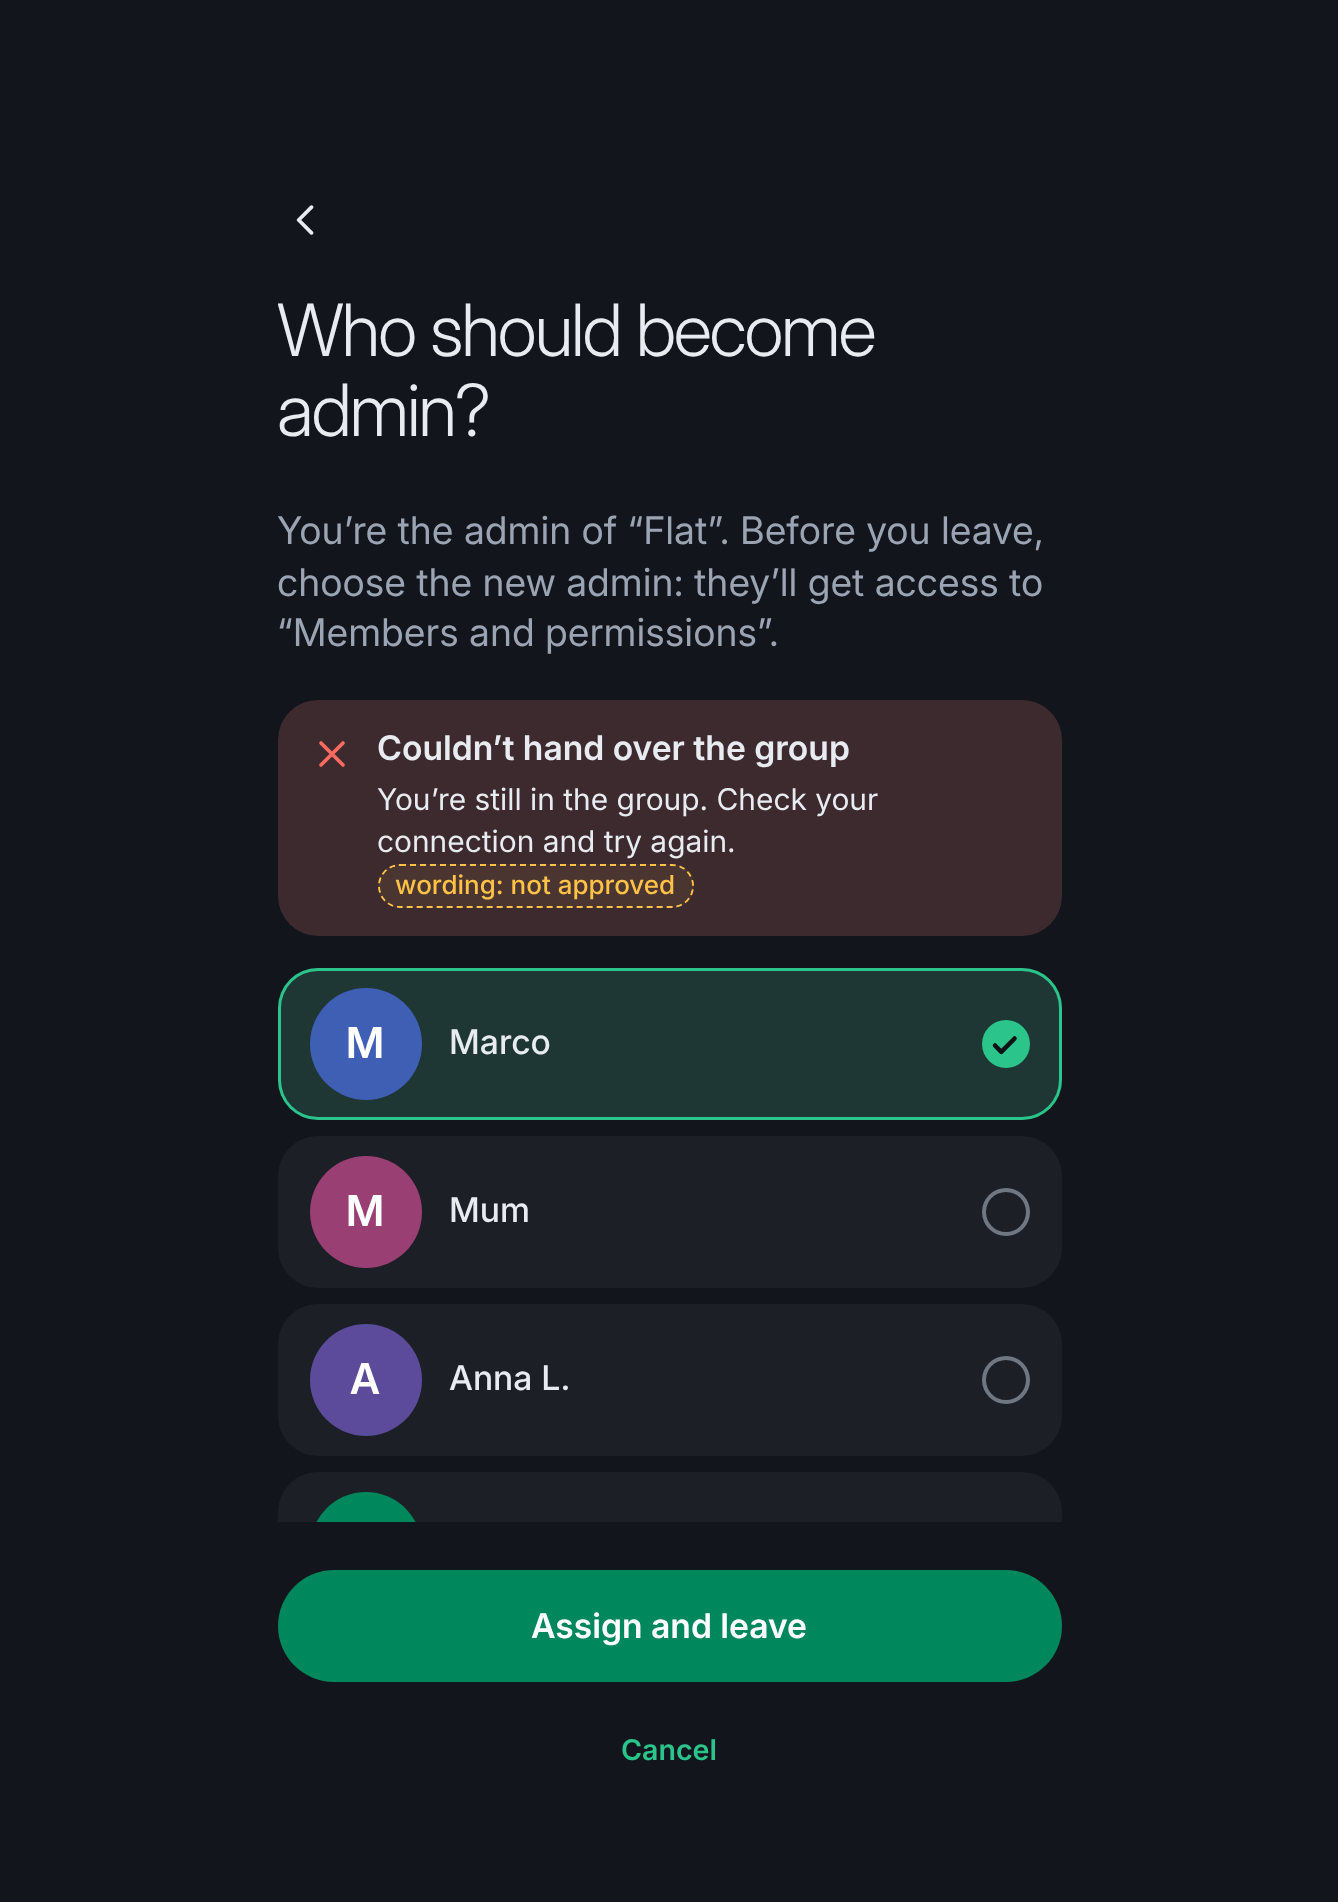 Who should become
admin?
You’re the admin of “Flat”. Before you leave,
choose the new admin: they’ll get access to
“Members and permissions”.
Couldn’t hand over the group
You’re still in the group. Check your
connection and try again.
wording: not approved
M Marco
M Mum
A Anna L.
Assign and leave
Cancel